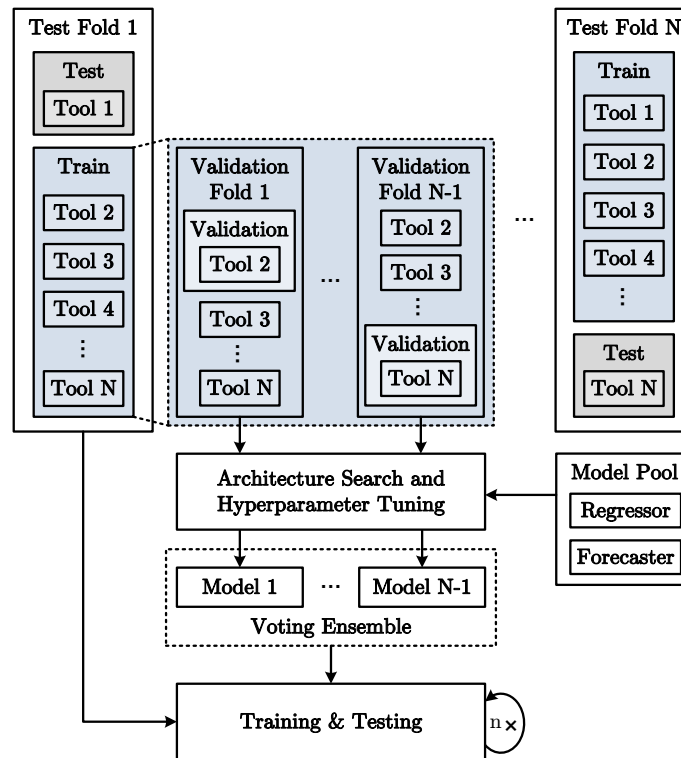 Test Fold 1
Test
Tool 1
Train
Tool 2
Tool 3
Tool 4
⋮
Tool N
Validation
Fold 1
Validation
Tool 2
Tool 3
⋮
Tool N
...
Validation
Fold N-1
Tool 2
Tool 3
⋮
Validation
Tool N
...
Test Fold N
Train
Tool 1
Tool 2
Tool 3
Tool 4
⋮
Test
Tool N
Architecture Search and
Hyperparameter Tuning
Model Pool
Regressor
Forecaster
Model 1 ... Model N-1
Voting Ensemble
Training & Testing
n ×